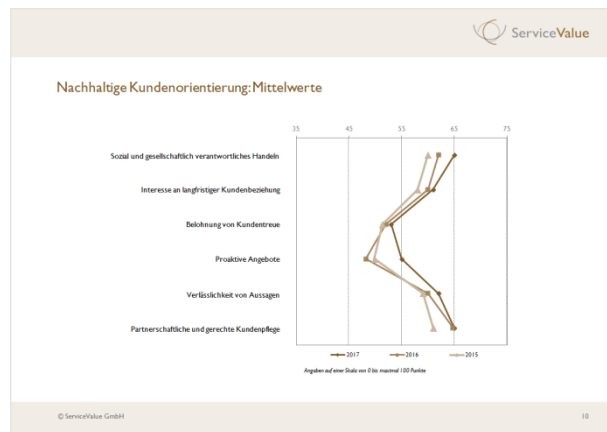 ServiceValue
Nachhaltige Kundenorientierung: Mittelwerte
35 45 55 65 75
Sozial und gesellschaftlich verantwortliches Handeln
Interesse an langfristiger Kundenbeziehung
Belohnung von Kundentreue
Proaktive Angebote
Verlässlichkeit von Aussagen
Partnerschaftliche und gerechte Kundenpflege
2017 2016 2015
Angaben auf einer Skala von 0 bis maximal 100 Punkte
© ServiceValue GmbH
10